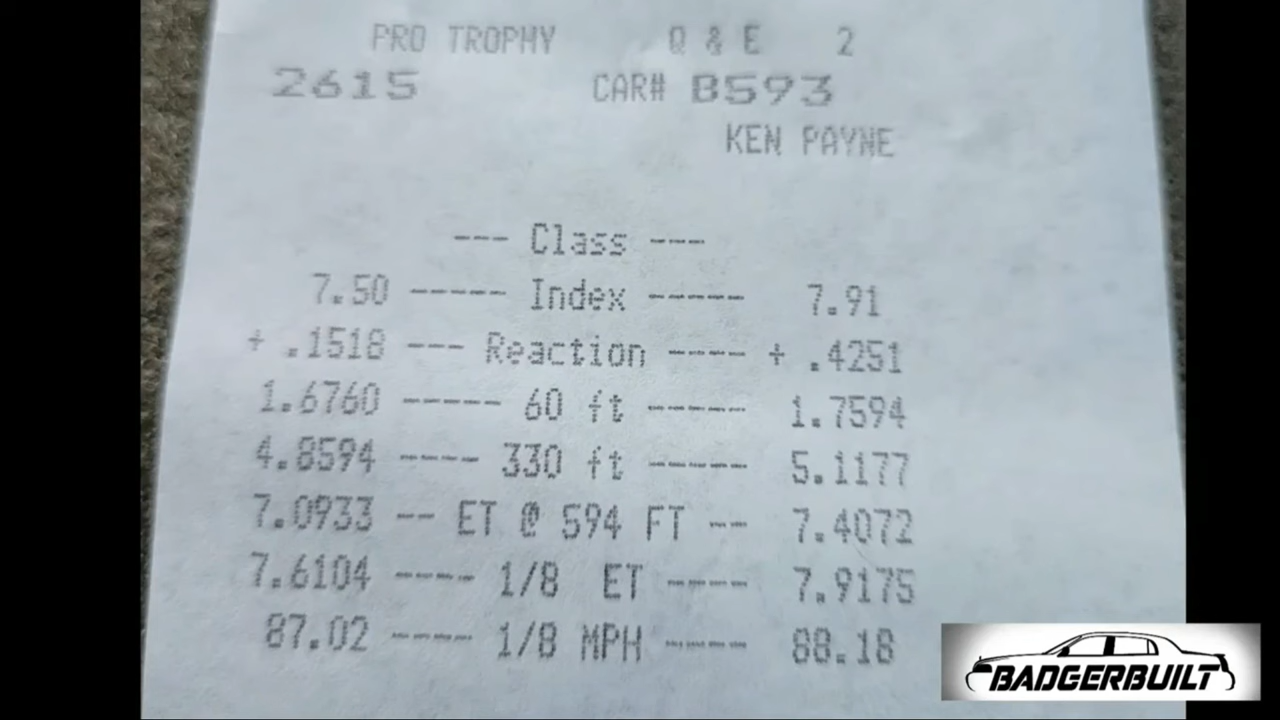 PRO TROPHY Q & E 2
2615 CAR# B593
KEN PAYNE
--- Class ---
7.50 ----- Index ----- 7.91
+ .1518 --- Reaction ---- + .4251
1.6760 ----- 60 ft ----- 1.7594
4.8594 ---- 330 ft ----- 5.1177
7.0933 -- ET @ 594 FT -- 7.4072
7.6104 ---- 1/8 ET ---- 7.9175
87.02 ---- 1/8 MPH ---- 88.18
BADGERBUILT